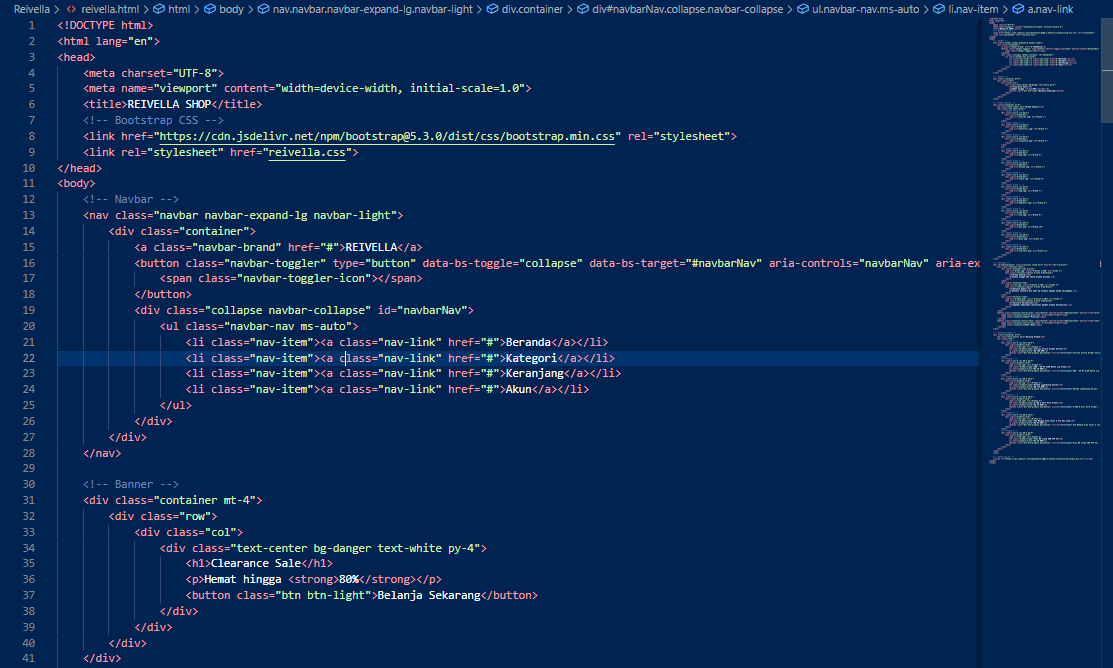 Reivella > reivella.html > html > body > nav.navbar.navbar-expand-lg.navbar-light > div.container > div#navbarNav.collapse.navbar-collapse > ul.navbar-nav.ms-auto > li.nav-item > a.nav-link
1 <!DOCTYPE html>
2 <html lang="en">
3 <head>
4     <meta charset="UTF-8">
5     <meta name="viewport" content="width=device-width, initial-scale=1.0">
6     <title>REIVELLA SHOP</title>
7     <!-- Bootstrap CSS -->
8     <link href="https://cdn.jsdelivr.net/npm/bootstrap@5.3.0/dist/css/bootstrap.min.css" rel="stylesheet">
9     <link rel="stylesheet" href="reivella.css">
10 </head>
11 <body>
12     <!-- Navbar -->
13     <nav class="navbar navbar-expand-lg navbar-light">
14         <div class="container">
15             <a class="navbar-brand" href="#">REIVELLA</a>
16             <button class="navbar-toggler" type="button" data-bs-toggle="collapse" data-bs-target="#navbarNav" aria-controls="navbarNav" aria-ex
17                 <span class="navbar-toggler-icon"></span>
18             </button>
19             <div class="collapse navbar-collapse" id="navbarNav">
20                 <ul class="navbar-nav ms-auto">
21                     <li class="nav-item"><a class="nav-link" href="#">Beranda</a></li>
22                     <li class="nav-item"><a class="nav-link" href="#">Kategori</a></li>
23                     <li class="nav-item"><a class="nav-link" href="#">Keranjang</a></li>
24                     <li class="nav-item"><a class="nav-link" href="#">Akun</a></li>
25                 </ul>
26             </div>
27         </div>
28     </nav>
29
30     <!-- Banner -->
31     <div class="container mt-4">
32         <div class="row">
33             <div class="col">
34                 <div class="text-center bg-danger text-white py-4">
35                     <h1>Clearance Sale</h1>
36                     <p>Hemat hingga <strong>80%</strong></p>
37                     <button class="btn btn-light">Belanja Sekarang</button>
38                 </div>
39             </div>
40         </div>
41     </div>